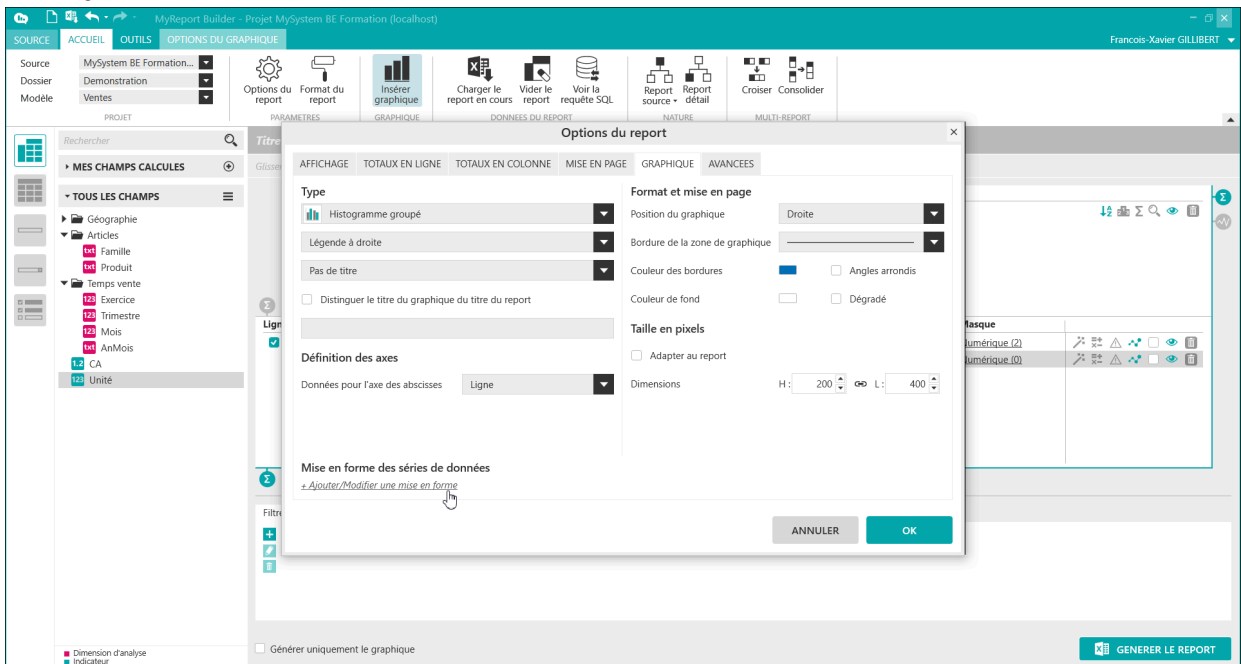 MyReport Builder - Projet MySystem BE Formation (localhost)
SOURCE ACCUEIL OUTILS OPTIONS DU GRAPHIQUE Francois-Xavier GILLIBERT
Source MySystem BE Formation...
Dossier Demonstration
Modèle Ventes
PROJET
Options du report
Format du report
PARAMETRES
Insérer graphique
GRAPHIQUE
Charger le report en cours
Vider le report
Voir la requête SQL
DONNEES DU REPORT
Report source
Report détail
NATURE
Croiser
Consolider
MULTI-REPORT
Rechercher
MES CHAMPS CALCULES
TOUS LES CHAMPS
Géographie
Articles
txt Famille
txt Produit
Temps vente
123 Exercice
123 Trimestre
123 Mois
txt AnMois
1.2 CA
123 Unité
Dimension d'analyse
Indicateur
Titre
Glisse
Lign
Masque
umérique (2)
umérique (0)
Filtre
Options du report
AFFICHAGE TOTAUX EN LIGNE TOTAUX EN COLONNE MISE EN PAGE GRAPHIQUE AVANCEES
Type
Histogramme groupé
Légende à droite
Pas de titre
Distinguer le titre du graphique du titre du report
Définition des axes
Données pour l'axe des abscisses Ligne
Mise en forme des séries de données
+ Ajouter/Modifier une mise en forme
Format et mise en page
Position du graphique Droite
Bordure de la zone de graphique
Couleur des bordures Angles arrondis
Couleur de fond Dégradé
Taille en pixels
Adapter au report
Dimensions H : 200 L : 400
ANNULER OK
Générer uniquement le graphique
GENERER LE REPORT